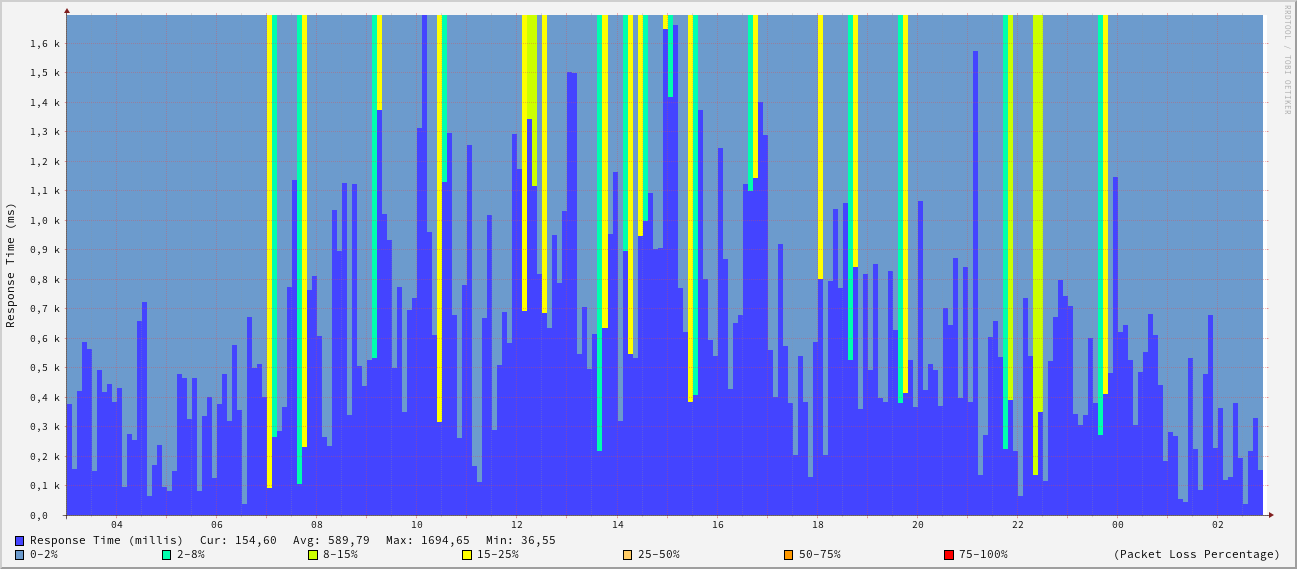 RRDTOOL / TOBI OETIKER
Response Time (ms)
1,6 k
1,5 k
1,4 k
1,3 k
1,2 k
1,1 k
1,0 k
0,9 k
0,8 k
0,7 k
0,6 k
0,5 k
0,4 k
0,3 k
0,2 k
0,1 k
0,0
04 06 08 10 12 14 16 18 20 22 00 02
Response Time (millis) Cur: 154,60 Avg: 589,79 Max: 1694,65 Min: 36,55
0-2% 2-8% 8-15% 15-25% 25-50% 50-75% 75-100% (Packet Loss Percentage)